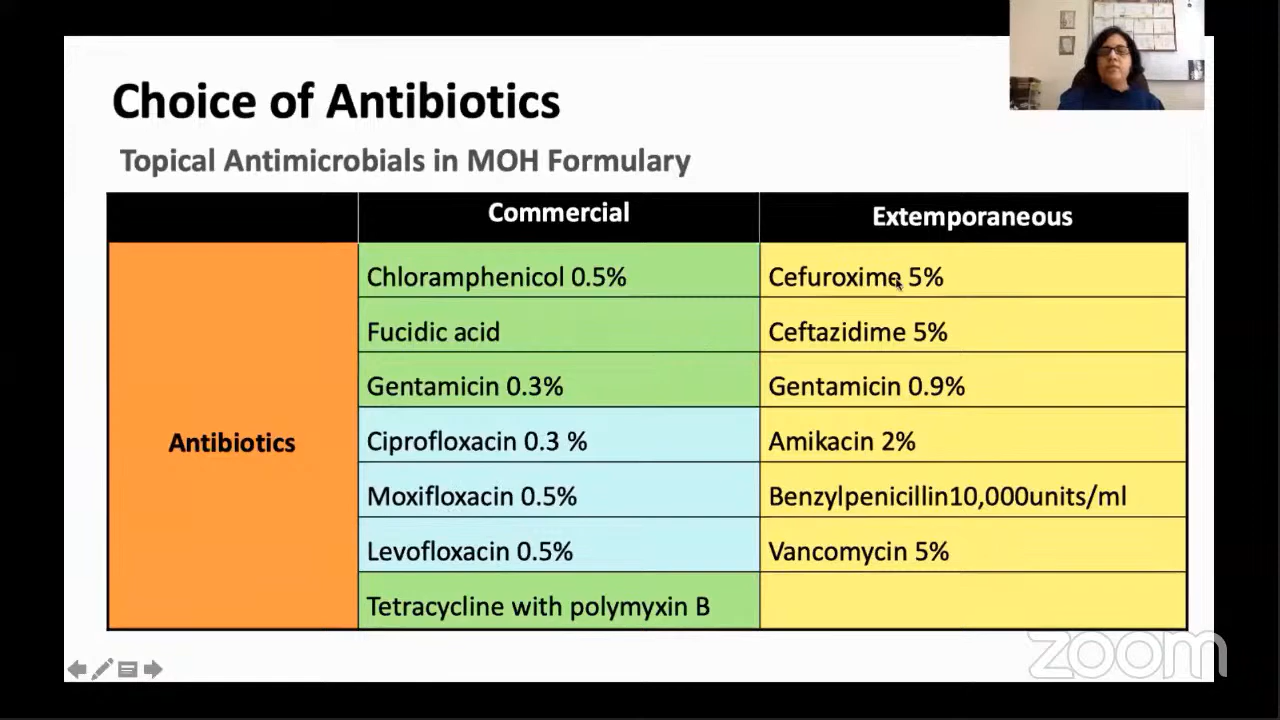 Choice of Antibiotics
Topical Antimicrobials in MOH Formulary
Commercial Extemporaneous
Antibiotics
Chloramphenicol 0.5% Cefuroxime 5%
Fucidic acid Ceftazidime 5%
Gentamicin 0.3% Gentamicin 0.9%
Ciprofloxacin 0.3 % Amikacin 2%
Moxifloxacin 0.5% Benzylpenicillin10,000units/ml
Levofloxacin 0.5% Vancomycin 5%
Tetracycline with polymyxin B
zoom